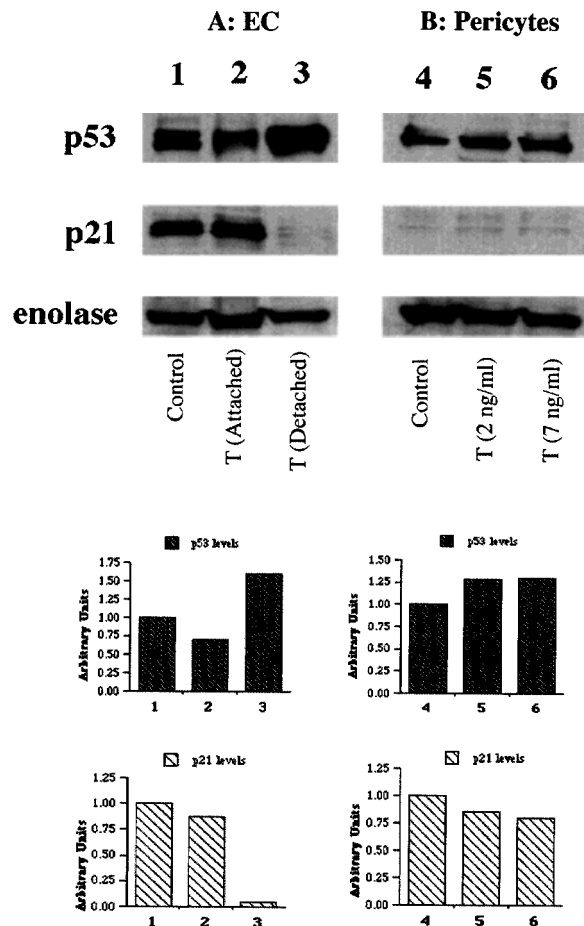 A: EC
B: Pericytes
1 2 3
4 5 6
p53
p21
enolase
Control
T (Attached)
T (Detached)
Control
T (2 ng/ml)
T (7 ng/ml)
p53 levels
Arbitrary Units
1.75
1.50
1.25
1.00
0.75
0.50
0.25
0.00
1 2 3
p53 levels
Arbitrary Units
1.50
1.25
1.00
0.75
0.50
0.25
0.00
4 5 6
p21 levels
Arbitrary Units
1.25
1.00
0.75
0.50
0.25
0.00
1 2 3
p21 levels
Arbitrary Units
1.25
1.00
0.75
0.50
0.25
0.00
4 5 6